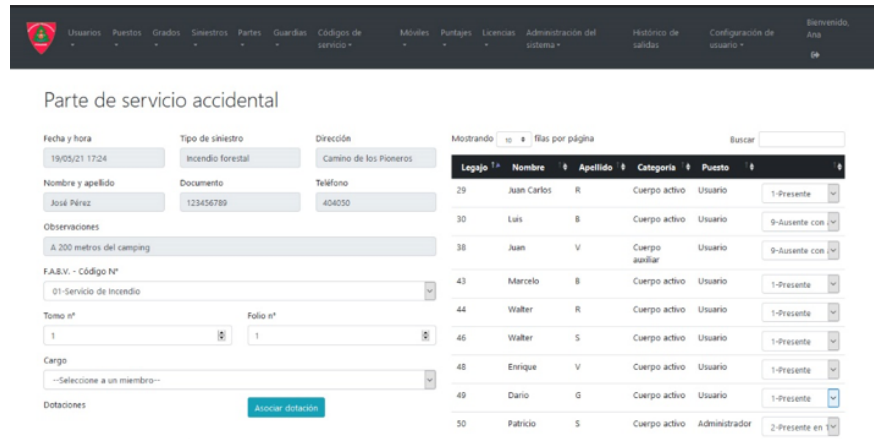 Usuarios Puestos Grados Siniestros Partes Guardias Códigos de servicio Móviles Puntajes Licencias Administración del sistema Histórico de salidas Configuración de usuario Bienvenido, Ana
Parte de servicio accidental
Fecha y hora Tipo de siniestro Dirección
19/05/21 17:24 Incendio forestal Camino de los Pioneros
Nombre y apellido Documento Teléfono
José Pérez 123456789 404050
Observaciones
A 200 metros del camping
F.A.B.V. - Código Nº
01-Servicio de Incendio
Tomo nº Folio nº
1 1
Cargo
--Seleccione a un miembro--
Dotaciones Asociar dotación
Mostrando 10 filas por página Buscar
Legajo Nombre Apellido Categoría Puesto
29 Juan Carlos R Cuerpo activo Usuario 1-Presente
30 Luis B Cuerpo activo Usuario 9-Ausente con
38 Juan V Cuerpo auxiliar Usuario 9-Ausente con
43 Marcelo B Cuerpo activo Usuario 1-Presente
44 Walter R Cuerpo activo Usuario 1-Presente
46 Walter S Cuerpo activo Usuario 1-Presente
48 Enrique V Cuerpo activo Usuario 1-Presente
49 Dario G Cuerpo activo Usuario 1-Presente
50 Patricio S Cuerpo activo Administrador 2-Presente en